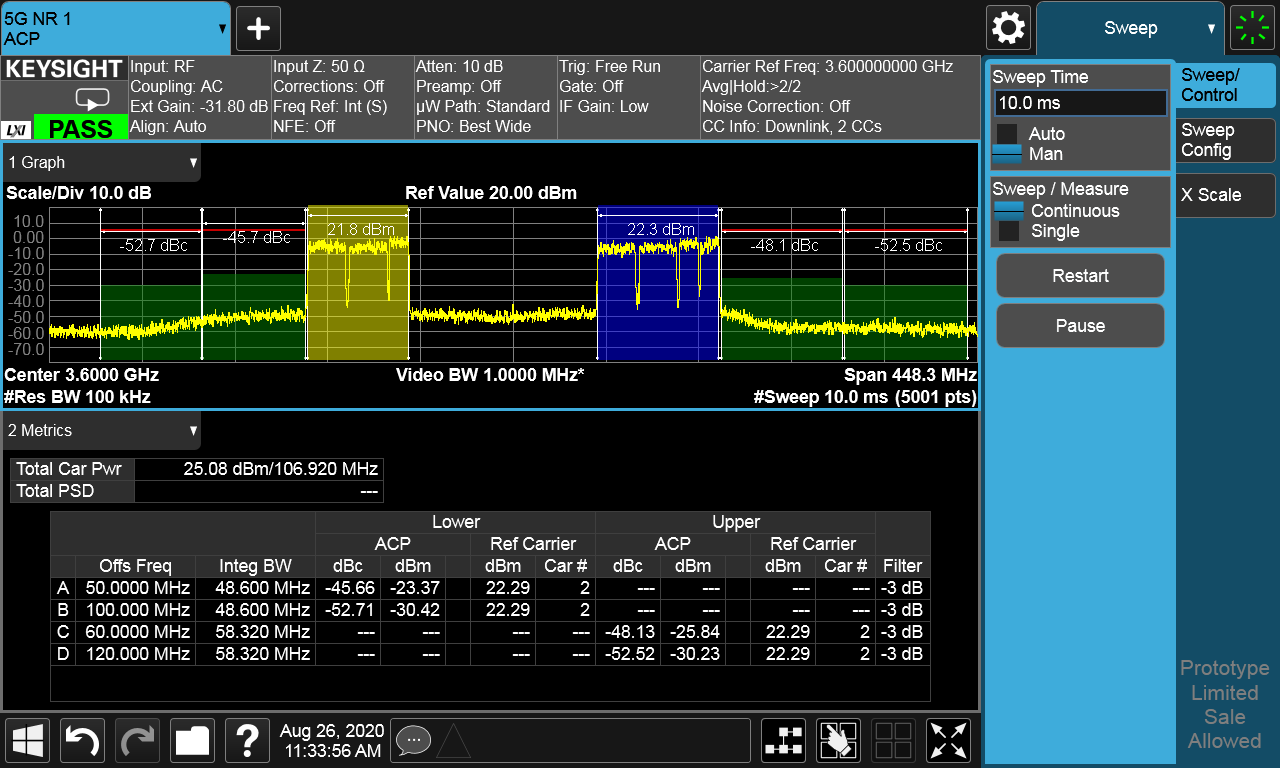 5G NR 1
ACP
Sweep
KEYSIGHT
LXI
PASS
Input: RF
Coupling: AC
Ext Gain: -31.80 dB
Align: Auto
Input Z: 50 Ω
Corrections: Off
Freq Ref: Int (S)
NFE: Off
Atten: 10 dB
Preamp: Off
µW Path: Standard
PNO: Best Wide
Trig: Free Run
Gate: Off
IF Gain: Low
Carrier Ref Freq: 3.600000000 GHz
Avg|Hold:>2/2
Noise Correction: Off
CC Info: Downlink, 2 CCs
1 Graph
Scale/Div 10.0 dB
Ref Value 20.00 dBm
10.0
0.00
-10.0
-20.0
-30.0
-40.0
-50.0
-60.0
-70.0
-52.7 dBc
-45.7 dBc
21.8 dBm
22.3 dBm
-48.1 dBc
-52.5 dBc
Center 3.6000 GHz
Video BW 1.0000 MHz*
Span 448.3 MHz
#Res BW 100 kHz
#Sweep 10.0 ms (5001 pts)
2 Metrics
Total Car Pwr 25.08 dBm/106.920 MHz
Total PSD ---
Lower Upper
ACP Ref Carrier ACP Ref Carrier
Offs Freq Integ BW dBc dBm dBm Car # dBc dBm dBm Car # Filter
A 50.0000 MHz 48.600 MHz -45.66 -23.37 22.29 2 --- --- --- --- -3 dB
B 100.000 MHz 48.600 MHz -52.71 -30.42 22.29 2 --- --- --- --- -3 dB
C 60.0000 MHz 58.320 MHz --- --- --- --- -48.13 -25.84 22.29 2 -3 dB
D 120.000 MHz 58.320 MHz --- --- --- --- -52.52 -30.23 22.29 2 -3 dB
Aug 26, 2020
11:33:56 AM
Sweep Time
10.0 ms
Auto
Man
Sweep / Measure
Continuous
Single
Restart
Pause
Sweep/
Control
Sweep
Config
X Scale
Prototype
Limited
Sale
Allowed